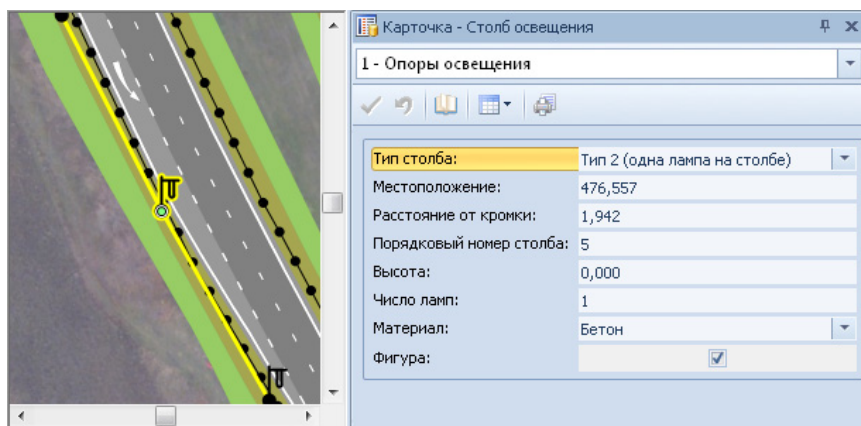 Карточка - Столб освещения
1 - Опоры освещения
Тип столба: Тип 2 (одна лампа на столбе)
Местоположение: 476,557
Расстояние от кромки: 1,942
Порядковый номер столба: 5
Высота: 0,000
Число ламп: 1
Материал: Бетон
Фигура: